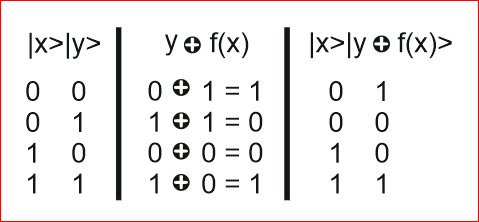 |x>|y> y ⊕ f(x) |x>|y ⊕ f(x)>
0 0 0 ⊕ 1 = 1 0 1
0 1 1 ⊕ 1 = 0 0 0
1 0 0 ⊕ 0 = 0 1 0
1 1 1 ⊕ 0 = 1 1 1